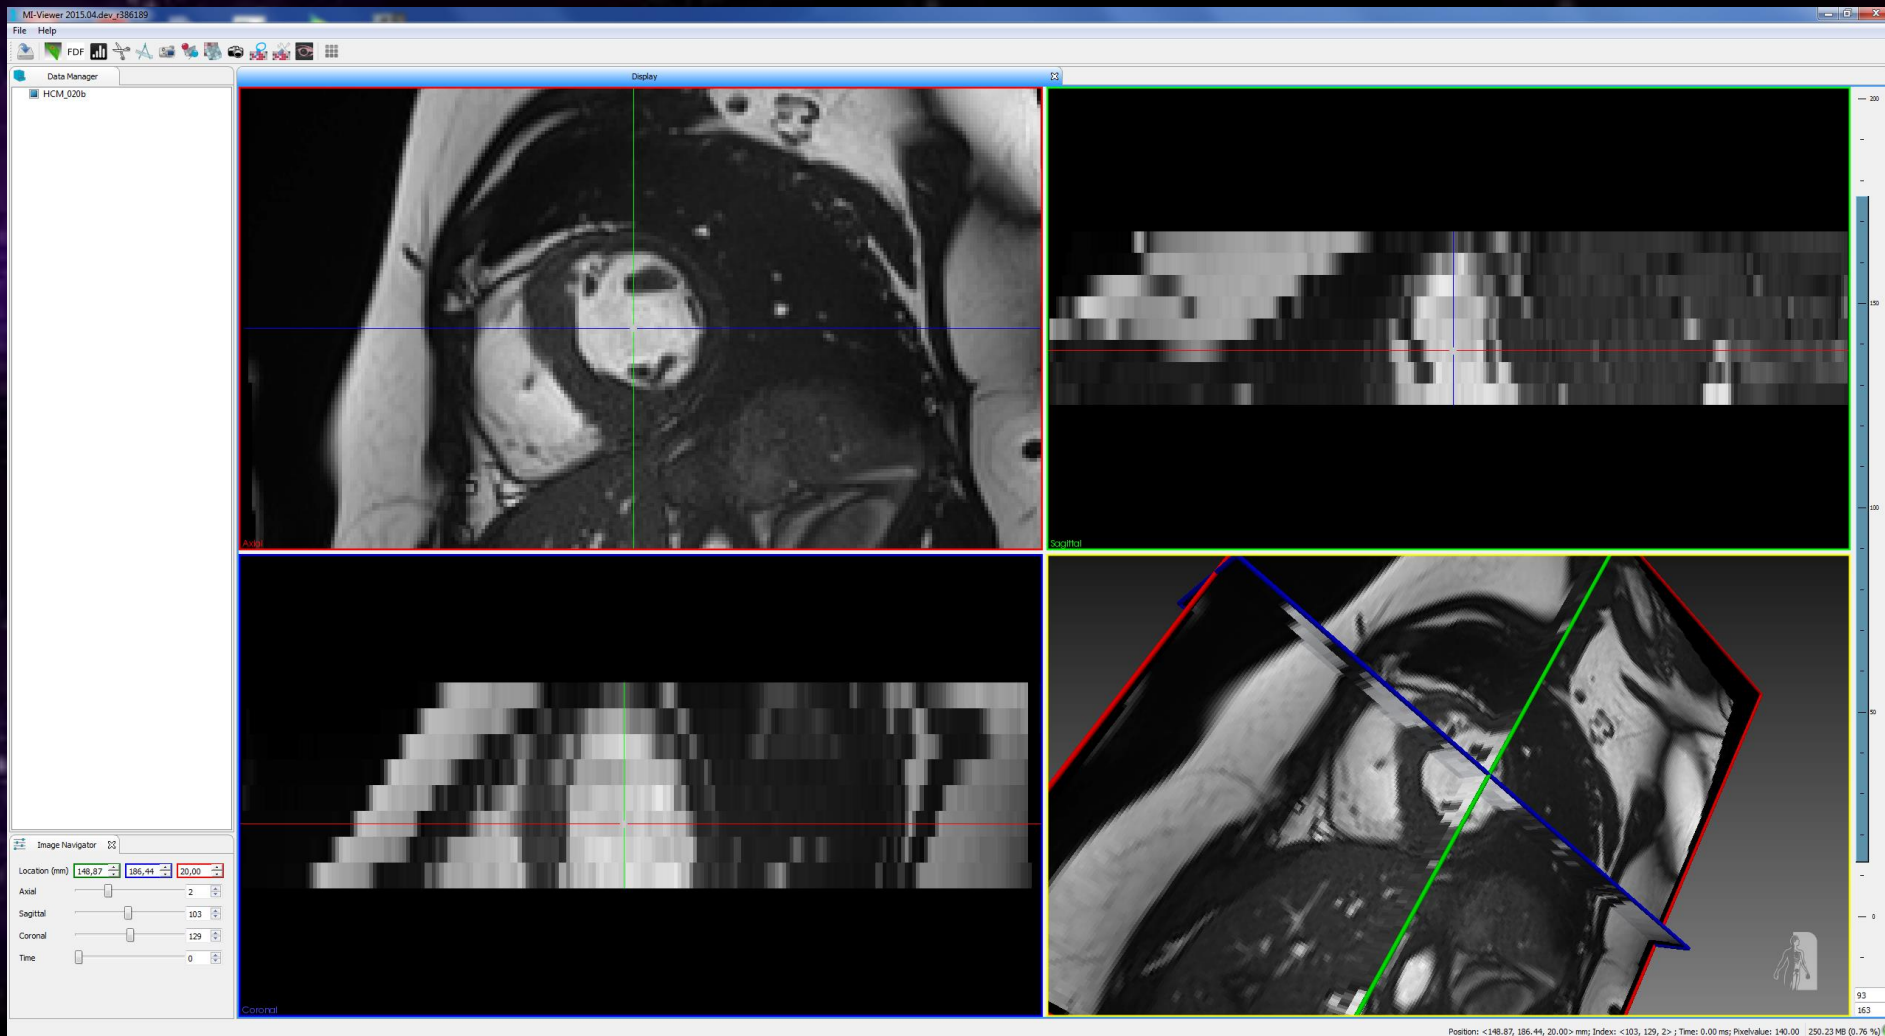 MI-Viewer 2015.04.dev_r386189
File Help
FDF
Data Manager
Display
HCM_020b
Axial
Sagittal
200
150
100
50
0
Image Navigator
Location (mm) 148,87 186,44 20,00
Axial 2
Sagittal 103
Coronal 129
Time 0
Coronal
93
163
Position: <148.87, 186.44, 20.00> mm; Index: <103, 129, 2> ; Time: 0.00 ms; Pixelvalue: 140.00 250.23 MB (0.76 %)